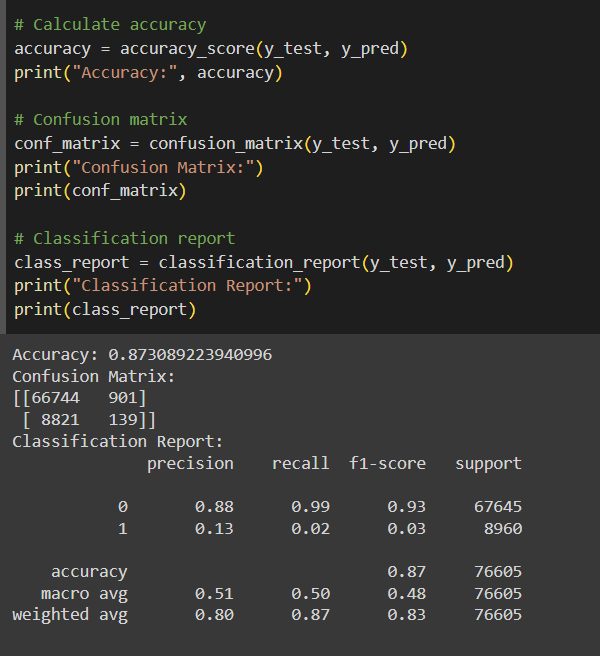 # Calculate accuracy
accuracy = accuracy_score(y_test, y_pred)
print("Accuracy:", accuracy)
# Confusion matrix
conf_matrix = confusion_matrix(y_test, y_pred)
print("Confusion Matrix:")
print(conf_matrix)
# Classification report
class_report = classification_report(y_test, y_pred)
print("Classification Report:")
print(class_report)
Accuracy: 0.873089223940996
Confusion Matrix:
[[66744   901]
 [ 8821   139]]
Classification Report:
              precision    recall  f1-score   support
           0       0.88      0.99      0.93     67645
           1       0.13      0.02      0.03      8960
    accuracy                           0.87     76605
   macro avg       0.51      0.50      0.48     76605
weighted avg       0.80      0.87      0.83     76605